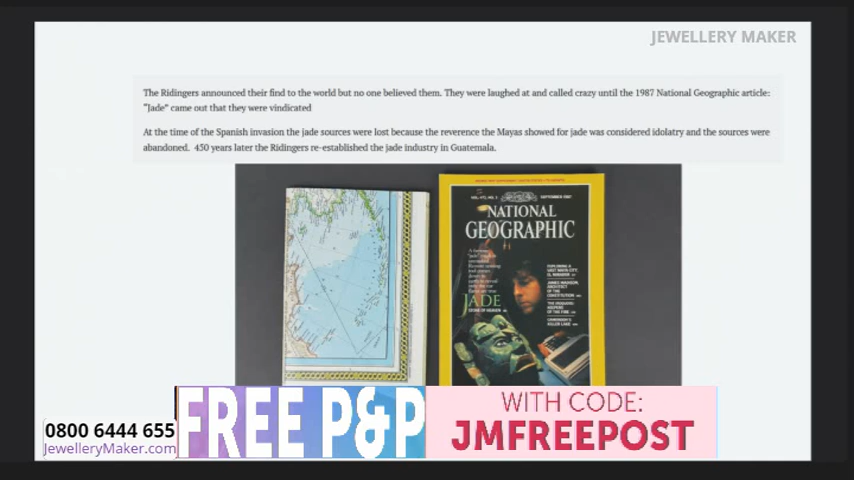 JEWELLERY MAKER
The Ridingers announced their find to the world but no one believed them. They were laughed at and called crazy until the 1987 National Geographic article:
"Jade" came out that they were vindicated
At the time of the Spanish invasion the jade sources were lost because the reverence the Mayas showed for jade was considered idolatry and the sources were
abandoned. 450 years later the Ridingers re-established the jade industry in Guatemala.
SEPTEMBER 1987
NATIONAL
GEOGRAPHIC
JADE
FREE P&P
WITH CODE:
JMFREEPOST
0800 6444 655
JewelleryMaker.com